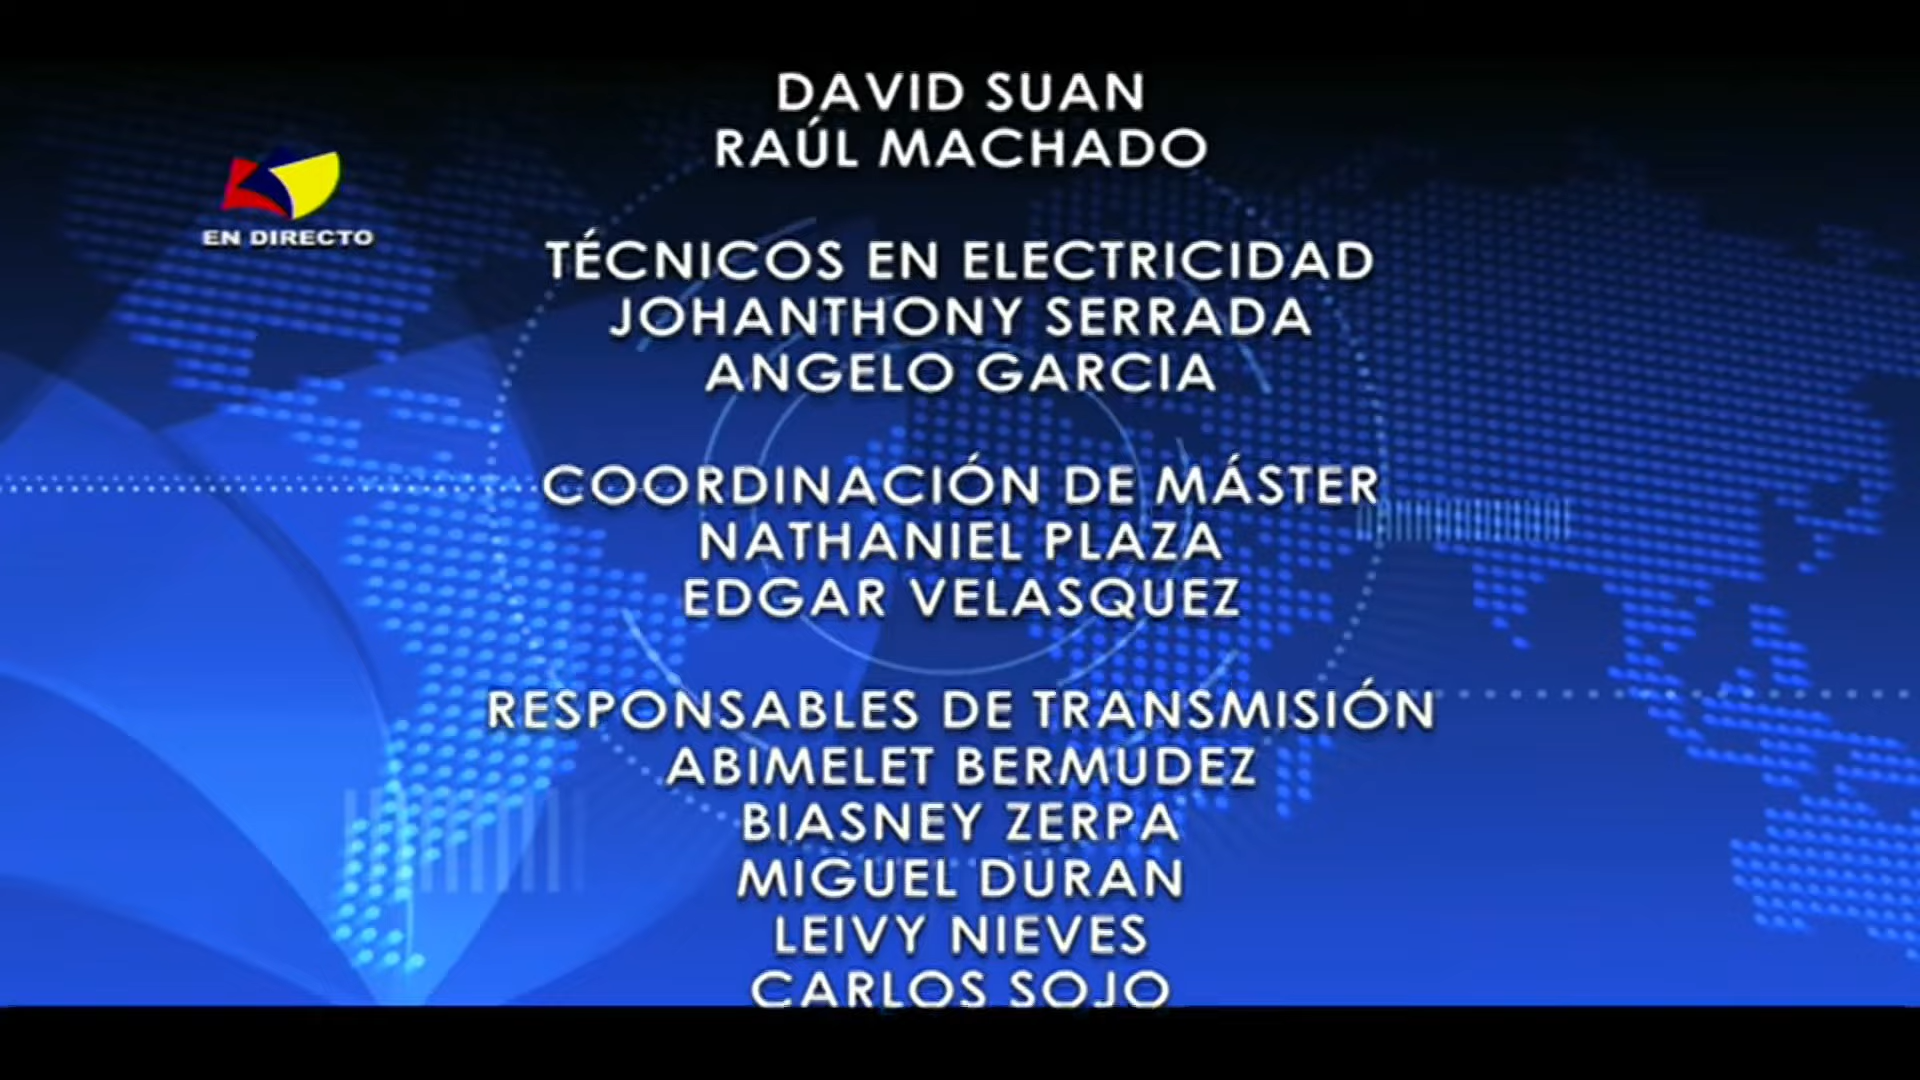 DAVID SUAN
RAÚL MACHADO
EN DIRECTO
TÉCNICOS EN ELECTRICIDAD
JOHANTHONY SERRADA
ANGELO GARCIA
COORDINACIÓN DE MÁSTER
NATHANIEL PLAZA
EDGAR VELASQUEZ
RESPONSABLES DE TRANSMISIÓN
ABIMELET BERMUDEZ
BIASNEY ZERPA
MIGUEL DURAN
LEIVY NIEVES
CARLOS SOJO